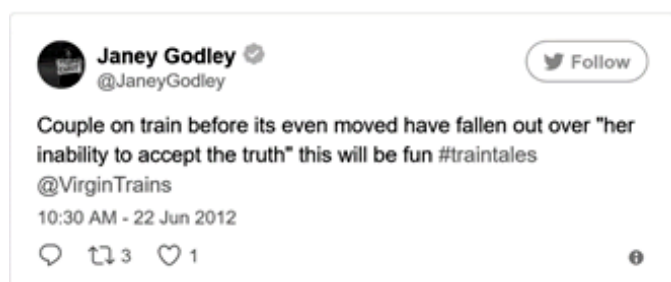 Janey Godley
@JaneyGodley
Follow
Couple on train before its even moved have fallen out over "her
inability to accept the truth" this will be fun #traintales
@VirginTrains
10:30 AM - 22 Jun 2012
3 1